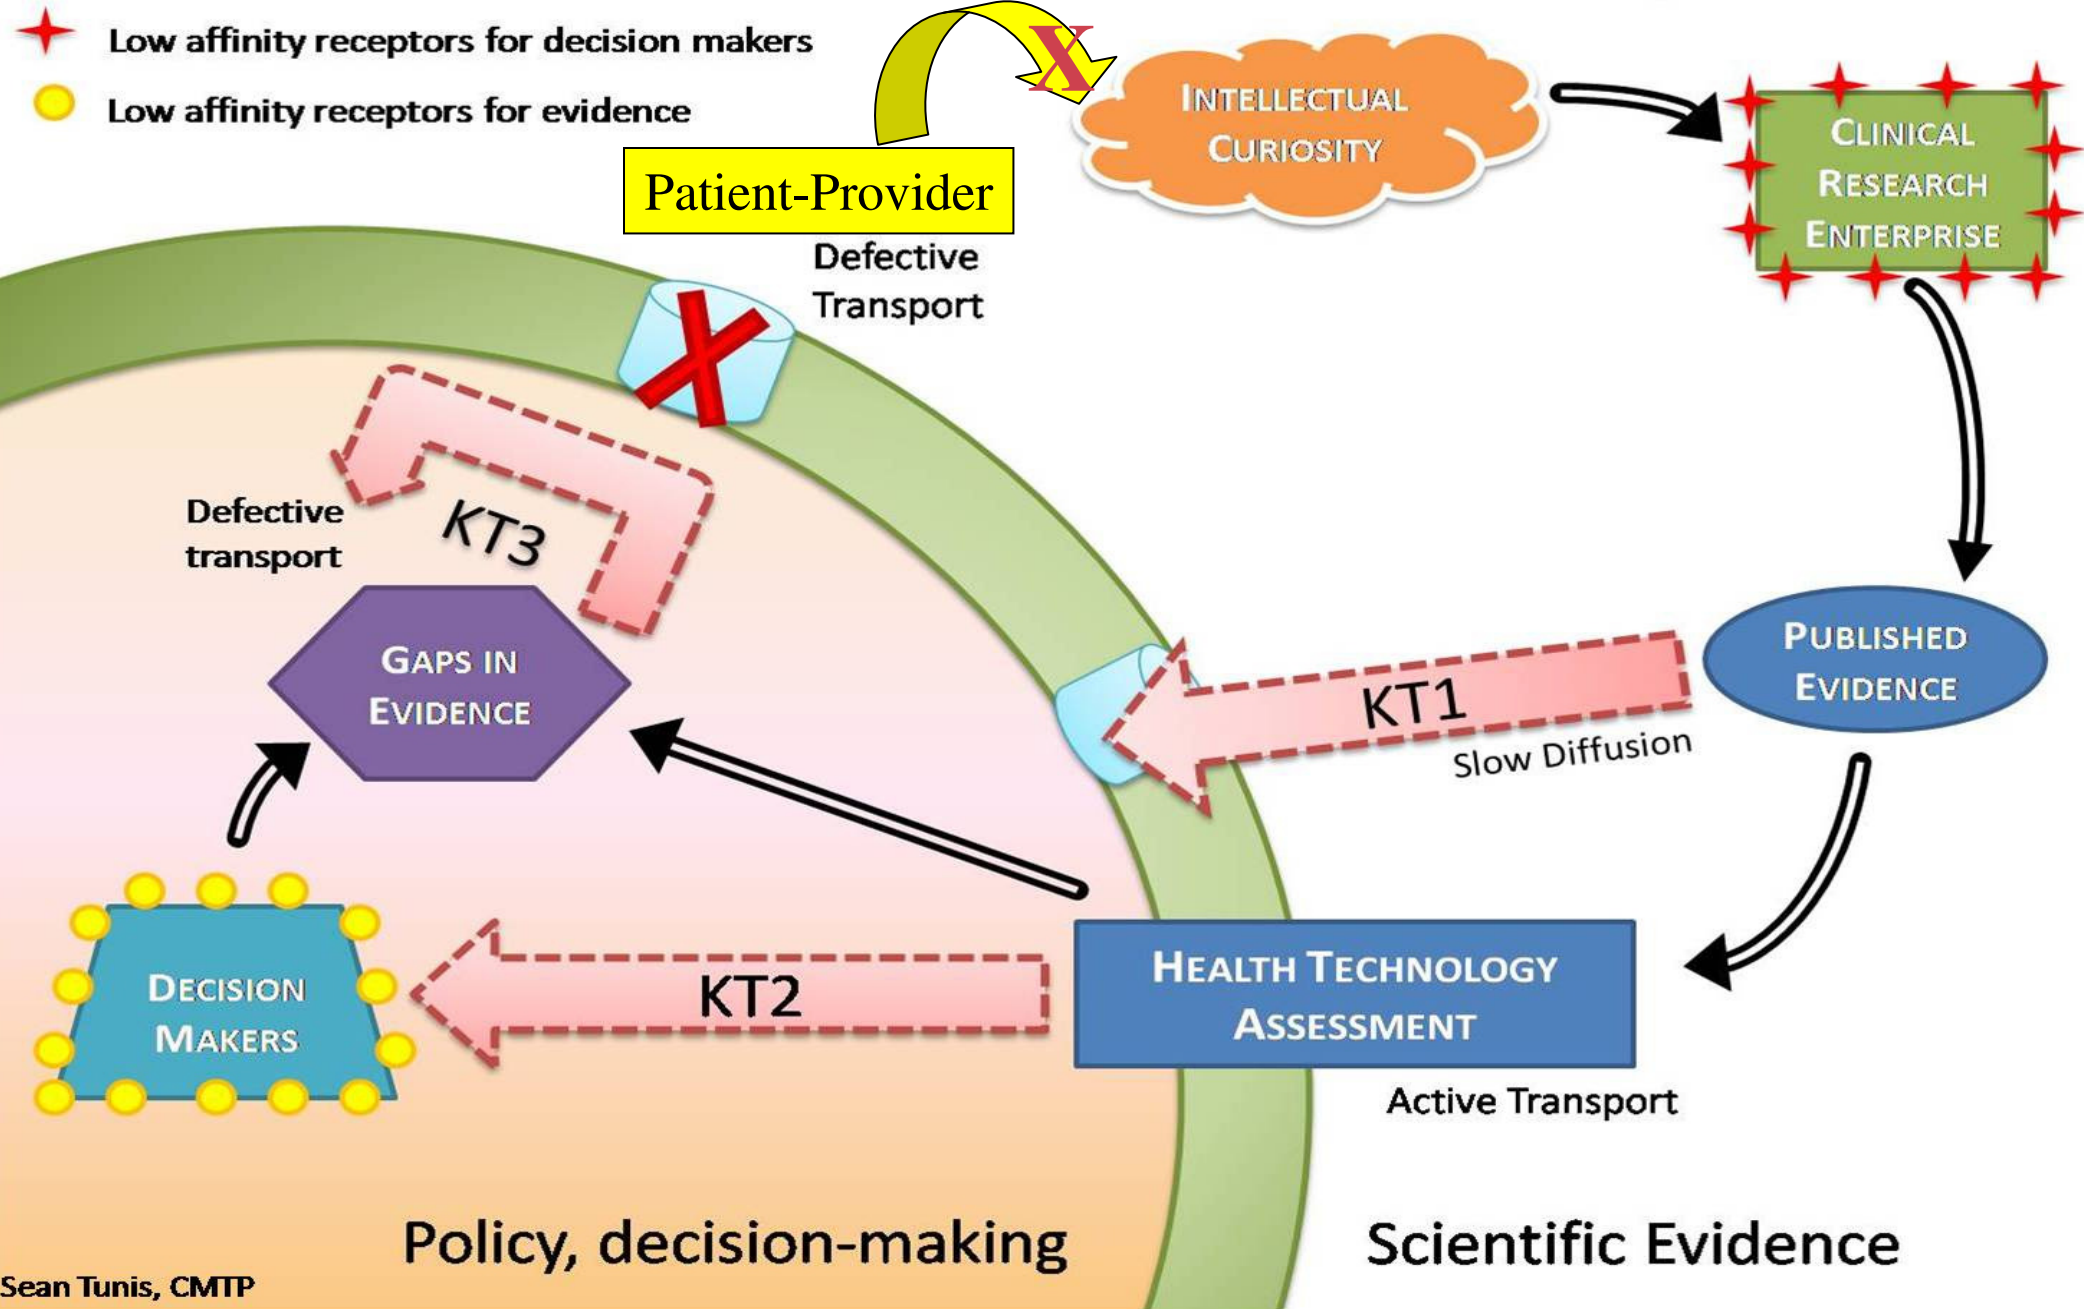 Low affinity receptors for decision makers
Low affinity receptors for evidence
X
Patient-Provider
Defective
Transport
INTELLECTUAL
CURIOSITY
CLINICAL
RESEARCH
ENTERPRISE
Defective
transport
KT3
GAPS IN
EVIDENCE
KT1
Slow Diffusion
PUBLISHED
EVIDENCE
DECISION
MAKERS
KT2
HEALTH TECHNOLOGY
ASSESSMENT
Active Transport
Policy, decision-making
Scientific Evidence
Sean Tunis, CMTP